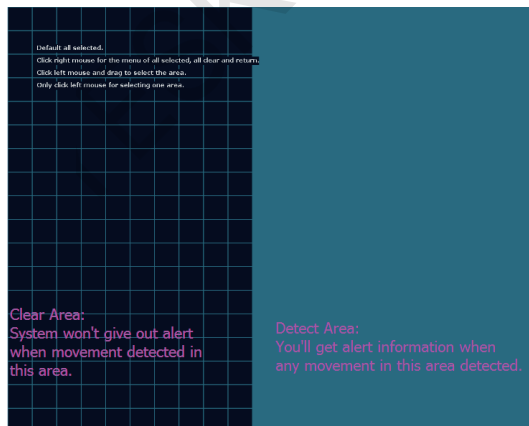 Default all selected.
Click right mouse for the menu of all selected, all clear and return.
Click left mouse and drag to select the area.
Only click left mouse for selecting one area.
Clear Area:
System won't give out alert
when movement detected in
this area.
Detect Area:
You'll get alert information when
any movement in this area detected.